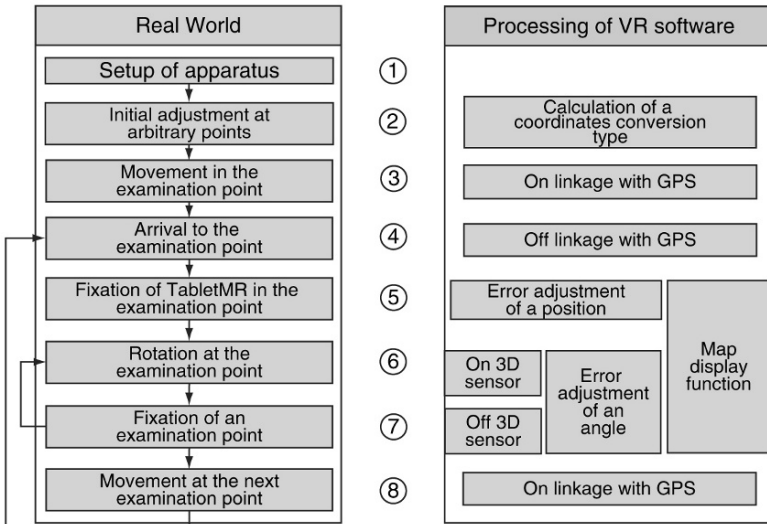 Real World
Setup of apparatus
Initial adjustment at
arbitrary points
Movement in the
examination point
Arrival to the
examination point
Fixation of TabletMR in the
examination point
Rotation at the
examination point
Fixation of an
examination point
Movement at the next
examination point
①
②
③
④
⑤
⑥
⑦
⑧
Processing of VR software
Calculation of a
coordinates conversion
type
On linkage with GPS
Off linkage with GPS
Error adjustment
of a position
Map
display
function
On 3D
sensor
Error
adjustment
of an
angle
Off 3D
sensor
On linkage with GPS